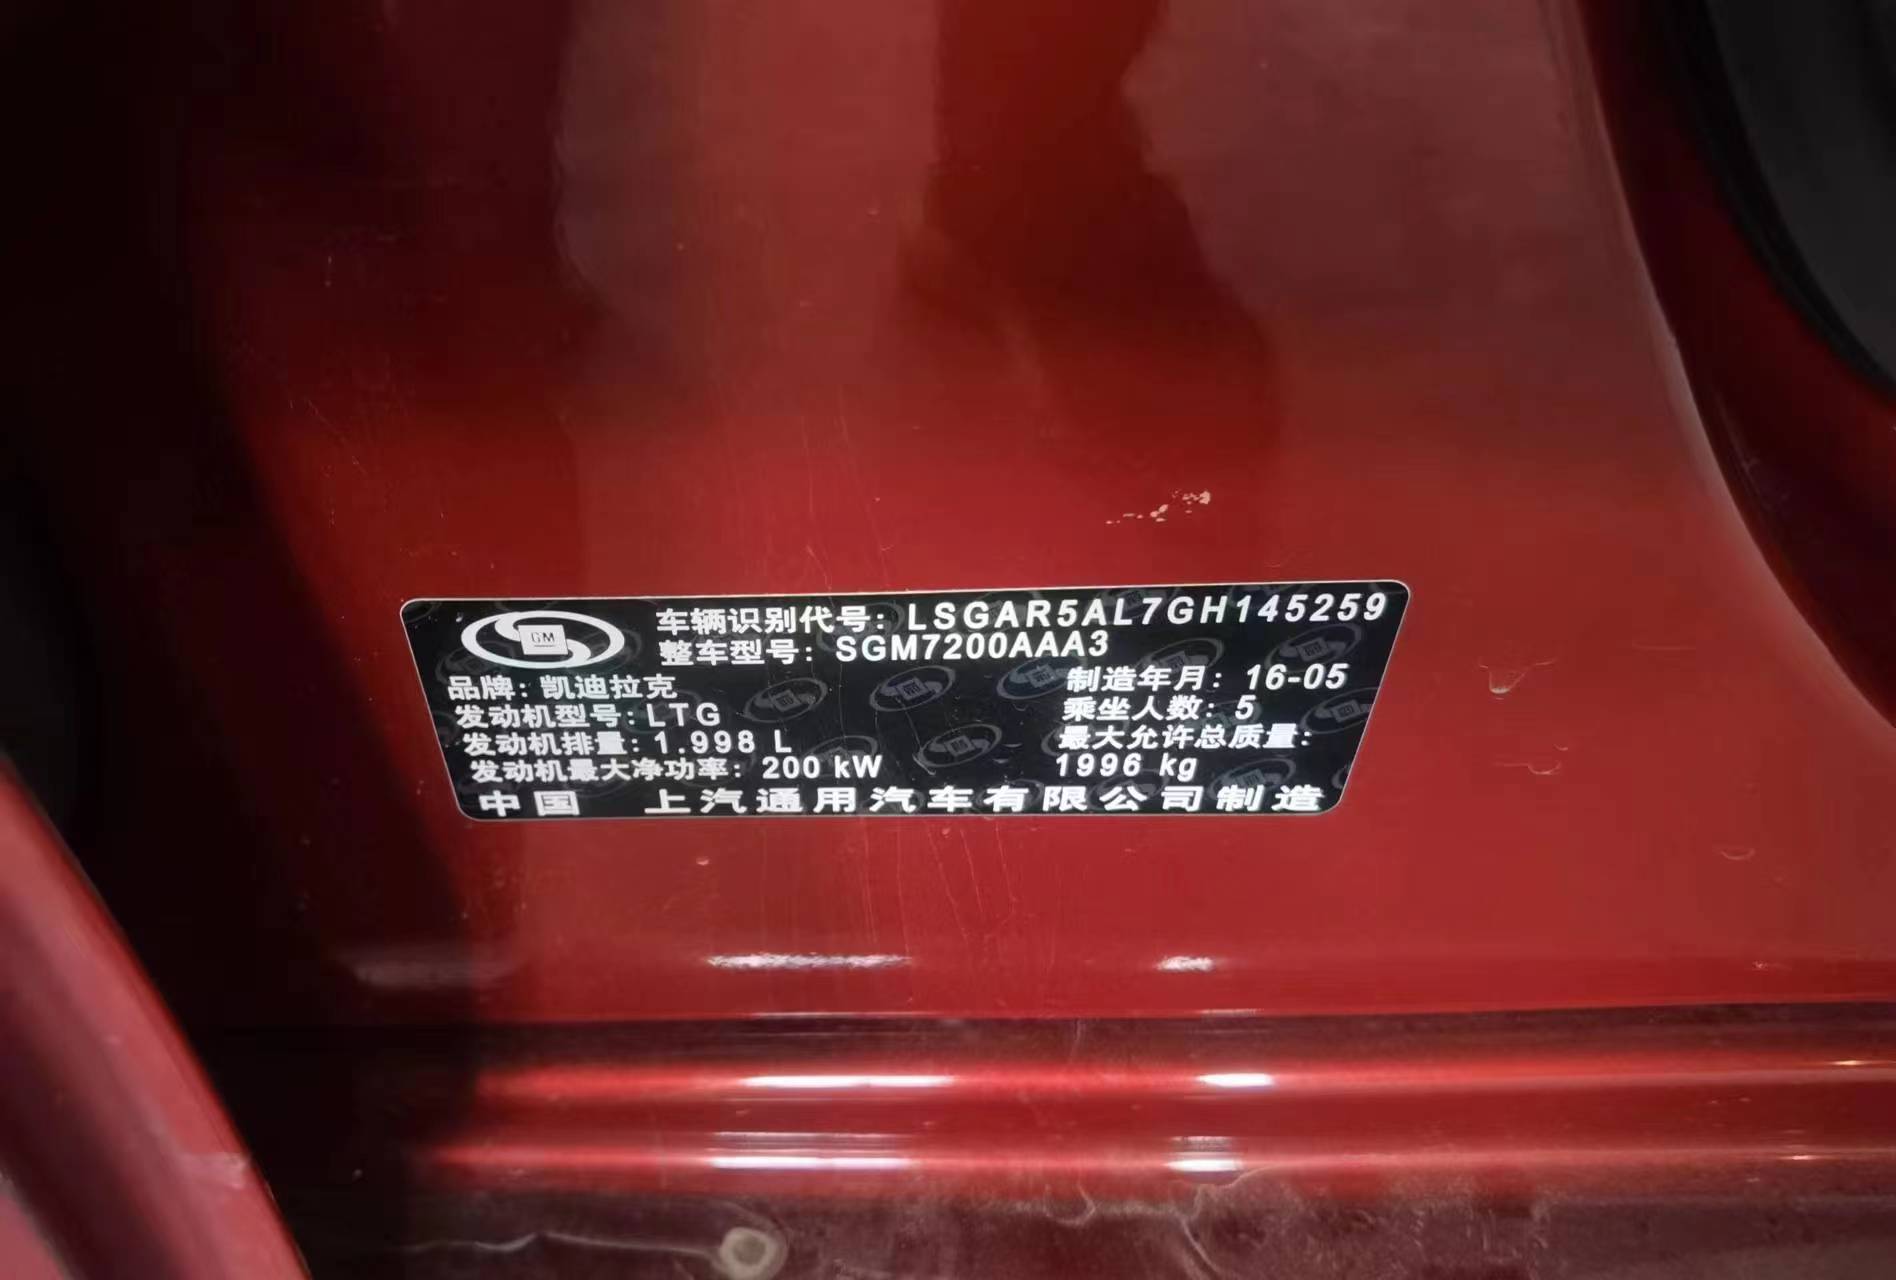 GM
车辆识别代号: LSGAR5AL7GH145259
整车型号: SGM7200AAA3
品牌: 凯迪拉克
制造年月: 16-05
发动机型号: LTG
乘坐人数: 5
发动机排量: 1.998 L
最大允许总质量:
发动机最大净功率: 200 kW
1996 kg
中国 上汽通用汽车有限公司制造